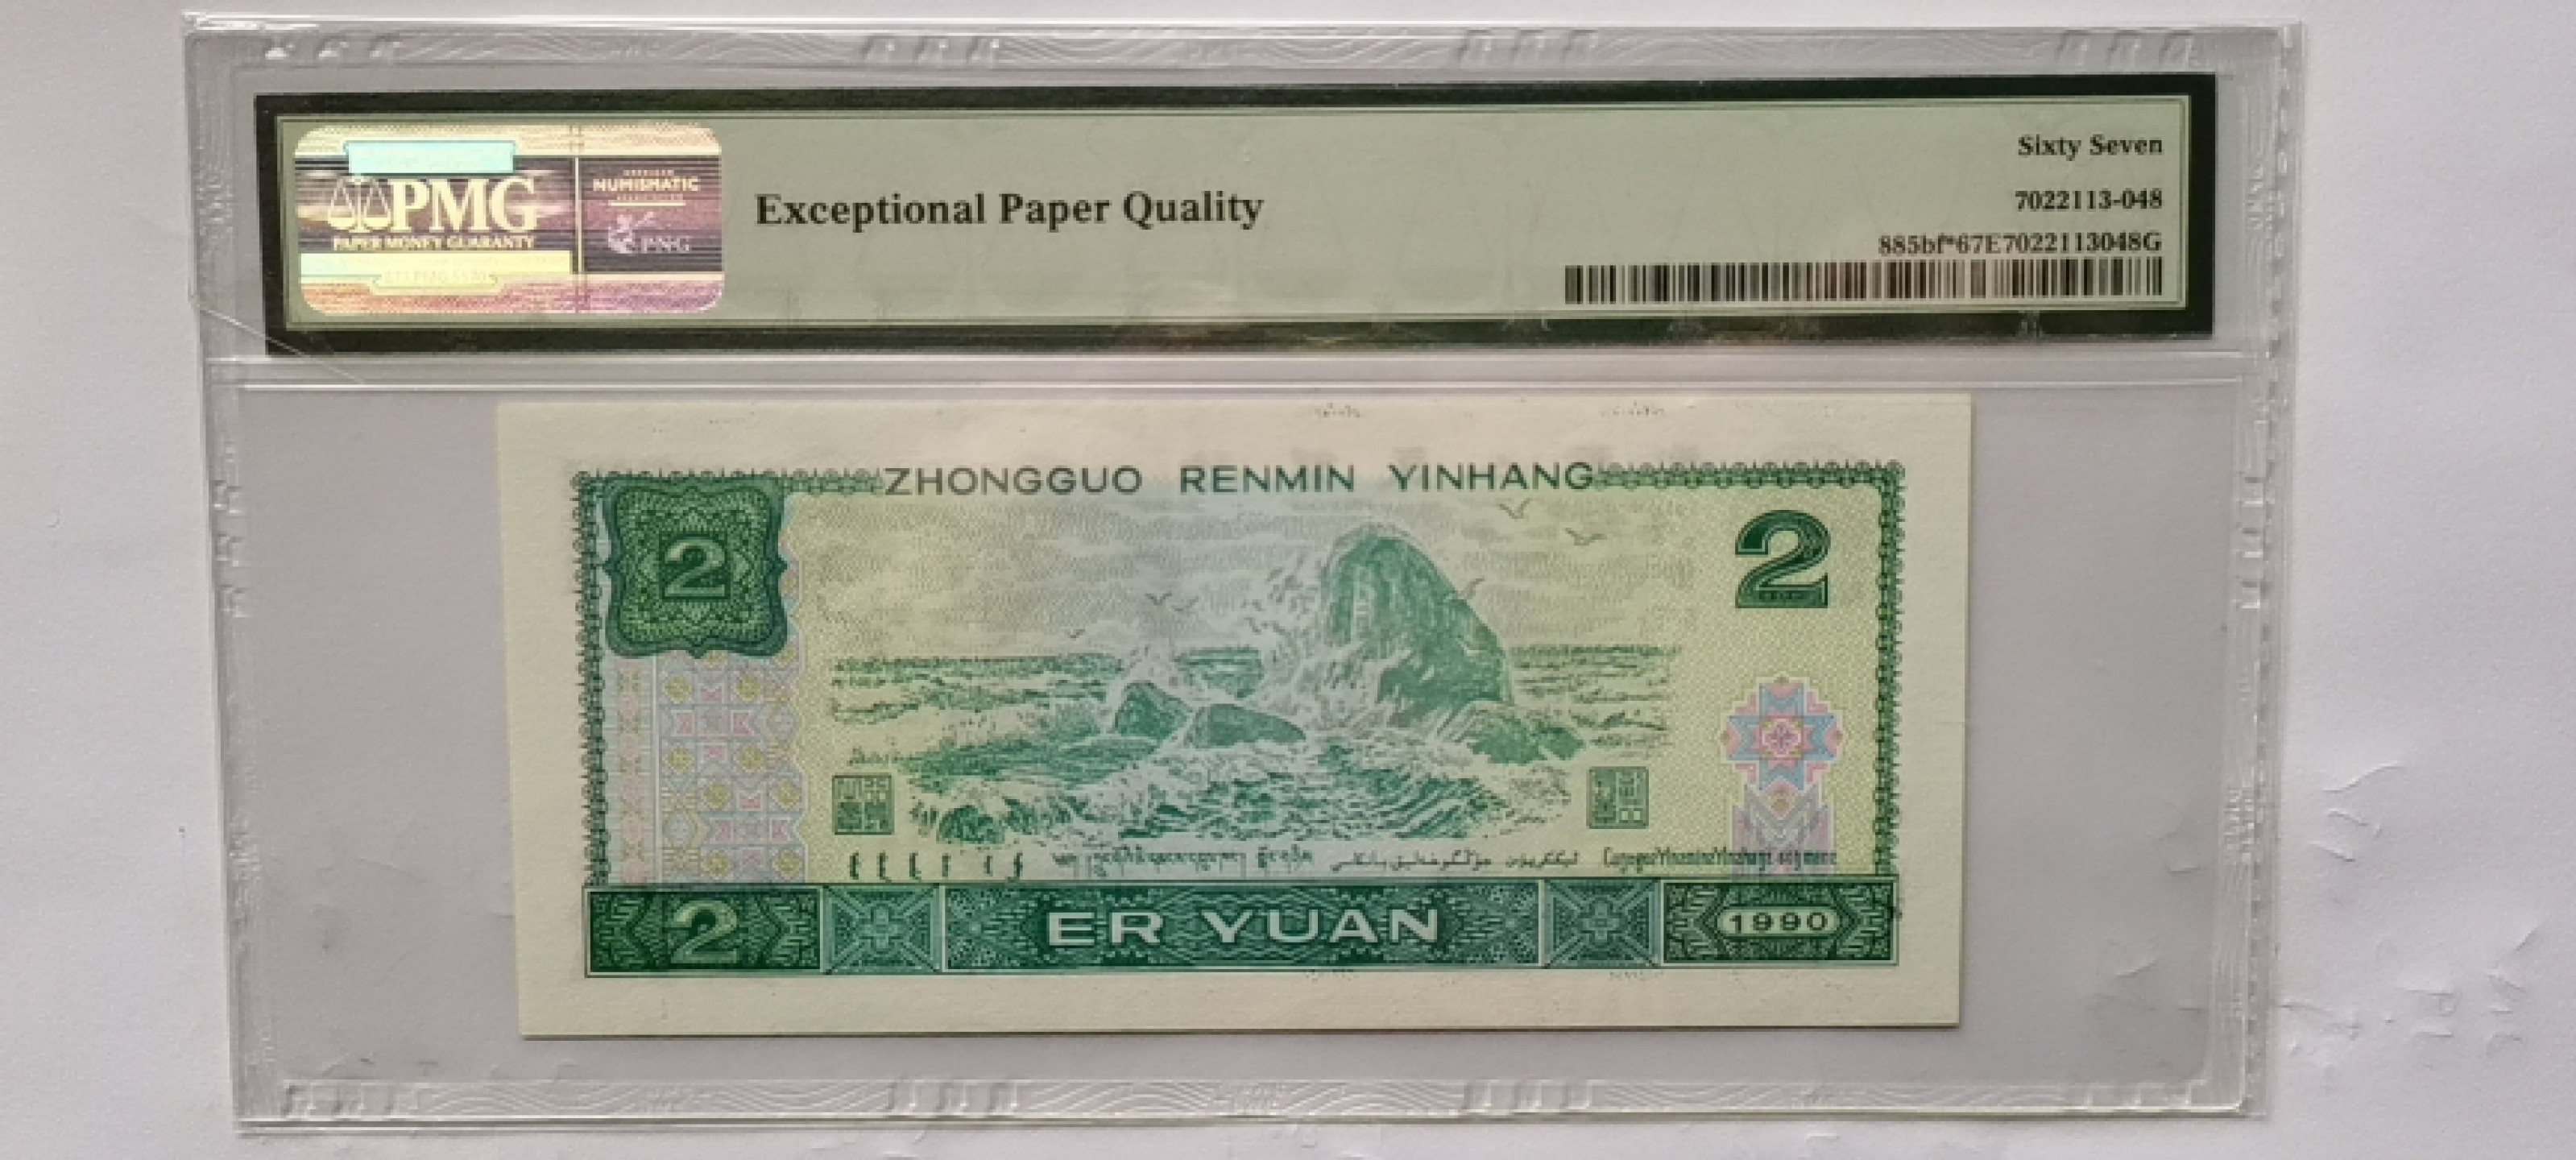 PMG
PAPER MONEY GUARANTY
NUMISMATIC
PNG
Exceptional Paper Quality
Sixty Seven
7022113-048
885bf*67E7022113048G
ZHONGGUO RENMIN YINHANG
2
2
2
ER YUAN
1990